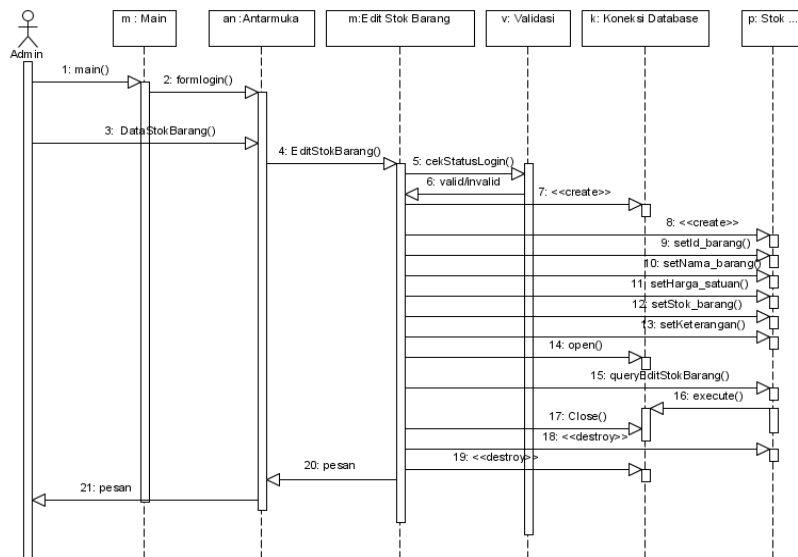 m : Main
an :Antarmuka
m:Edit Stok Barang
v: Validasi
k: Koneksi Database
p: Stok ...
Admin
1: main()
2: formlogin()
3: DataStokBarang()
4: EditStokBarang()
5: cekStatusLogin()
6: valid/invalid
7: <<create>>
8: <<create>>
9: setId_barang()
10: setNama_barang()
11: setHarga_satuan()
12: setStok_barang()
13: setKeterangan()
14: open()
15: queryEditStokBarang()
16: execute()
17: Close()
18: <<destroy>>
19: <<destroy>>
20: pesan
21: pesan